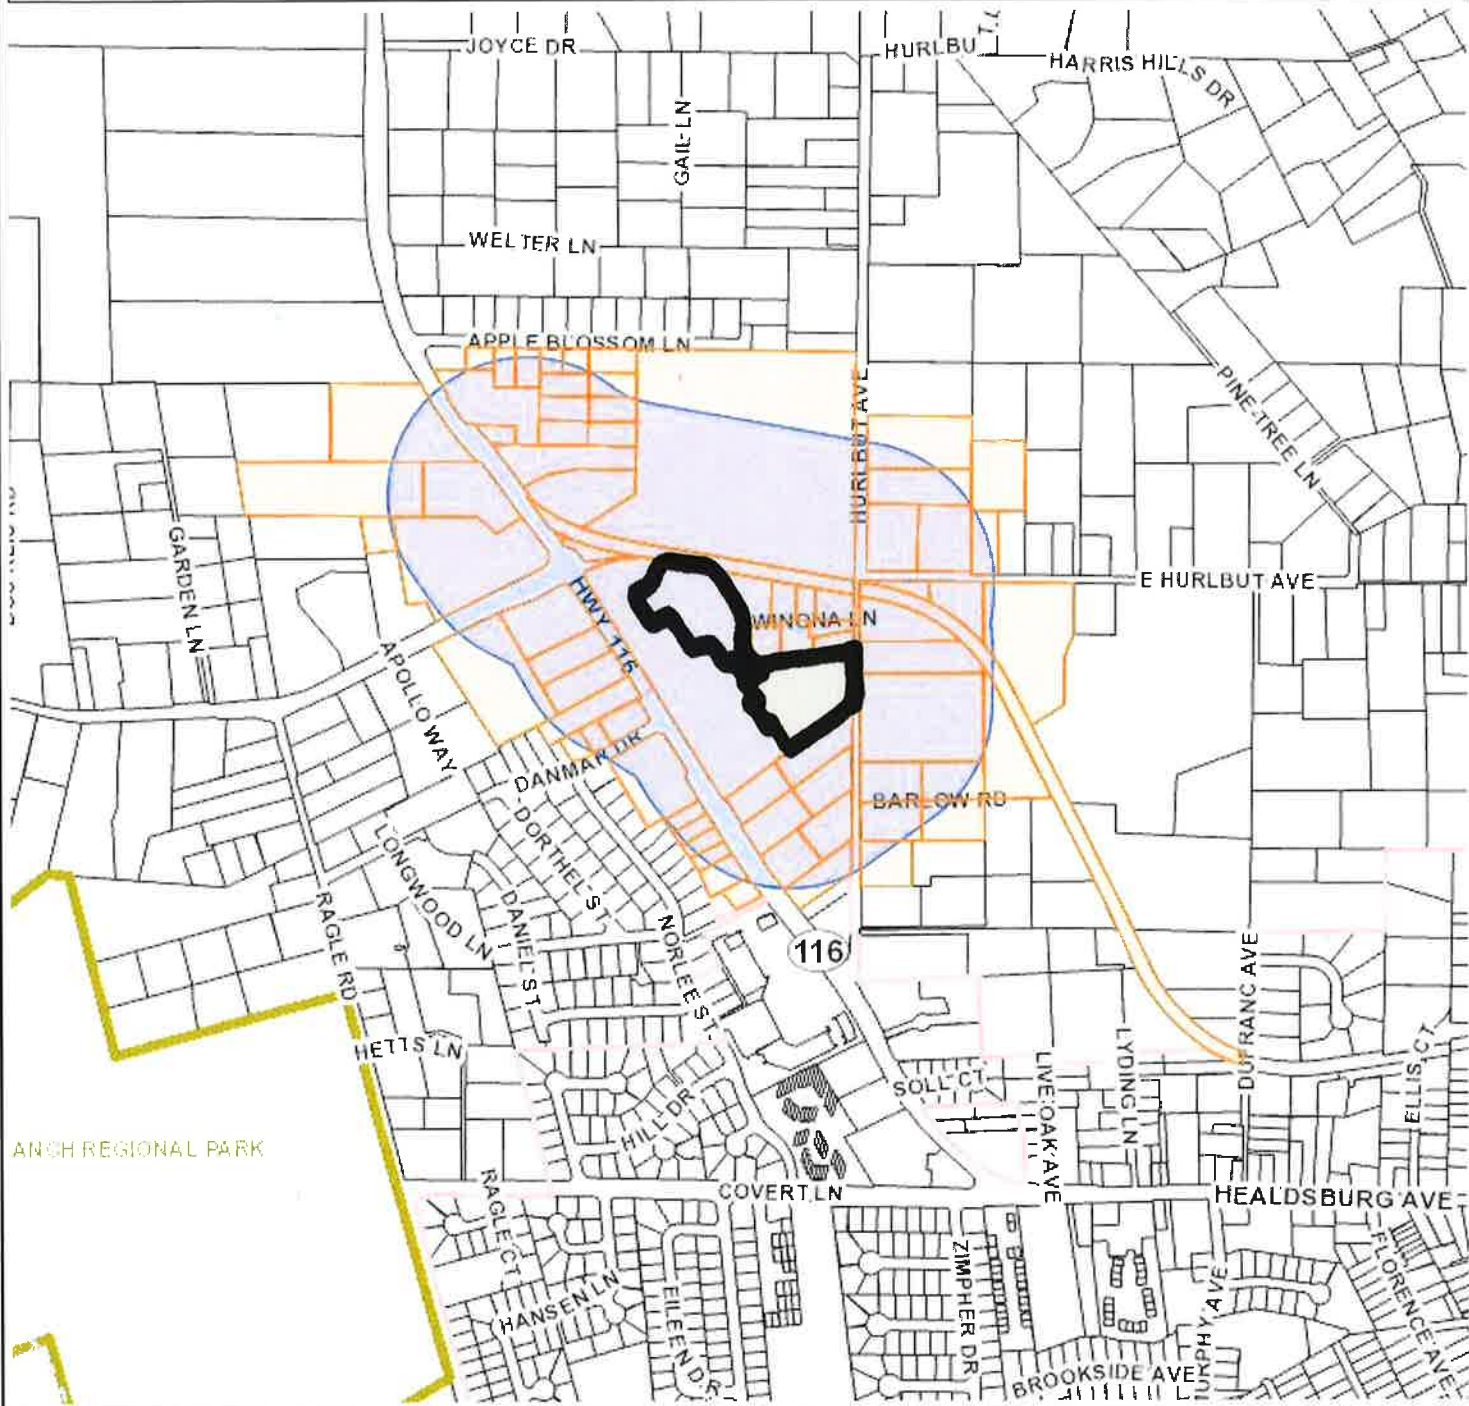 JOYCE DR
HURLBU
HARRIS HILLS DR
GAIL LN
WELTER LN
APPLE BLOSSOM LN
PINE TREE LN
HURLBUT AVE
GARDEN LN
E HURLBUT AVE
HWY 116
WINONA LN
APOLLO WAY
DANMAR DR
BARLOW RD
DORTHEL ST
LONGWOOD LN
DANIEL ST
RAGLE RD
NORLEE ST
116
DUFRANC AVE
HETTS LN
LIVE OAK AVE
LYDING LN
ELLIS CT
SOLL CT
HILL DR
ANCH REGIONAL PARK
RAGLE CT
COVERT LN
HEALDSBURG AVE
ZIMPHER DR
FLORENCE AVE
HANSEN LN
EILEEN DR
URPHY AVE
BROOKSIDE AVE